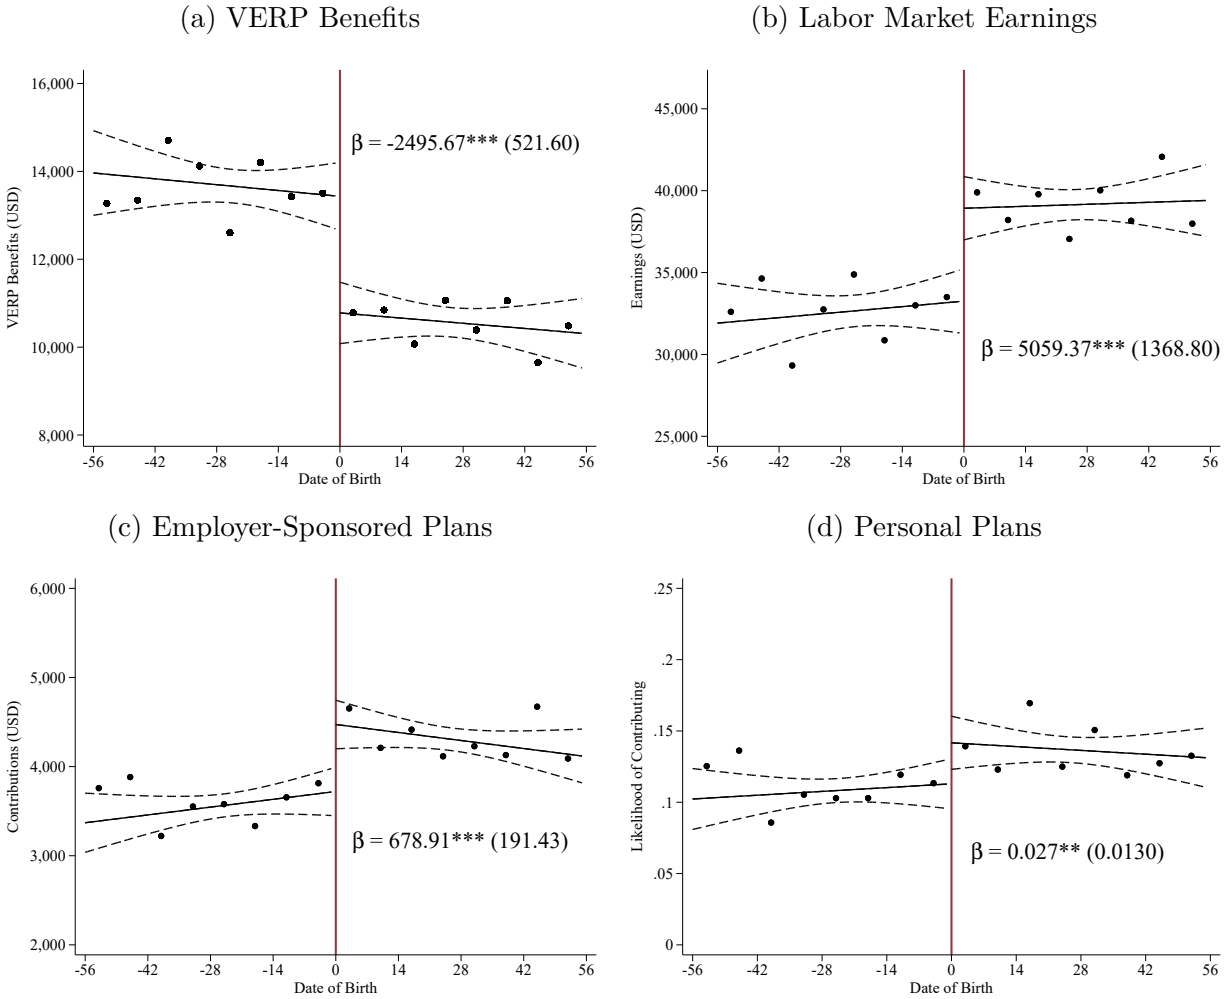 (a) VERP Benefits
16,000
14,000
12,000
10,000
8,000
VERP Benefits (USD)
β = -2495.67*** (521.60)
-56 -42 -28 -14 0 14 28 42 56
Date of Birth
(b) Labor Market Earnings
45,000
40,000
35,000
30,000
25,000
Earnings (USD)
β = 5059.37*** (1368.80)
-56 -42 -28 -14 0 14 28 42 56
Date of Birth
(c) Employer-Sponsored Plans
6,000
5,000
4,000
3,000
2,000
Contributions (USD)
β = 678.91*** (191.43)
-56 -42 -28 -14 0 14 28 42 56
Date of Birth
(d) Personal Plans
.25
.2
.15
.1
.05
0
Likelihood of Contributing
β = 0.027** (0.0130)
-56 -42 -28 -14 0 14 28 42 56
Date of Birth